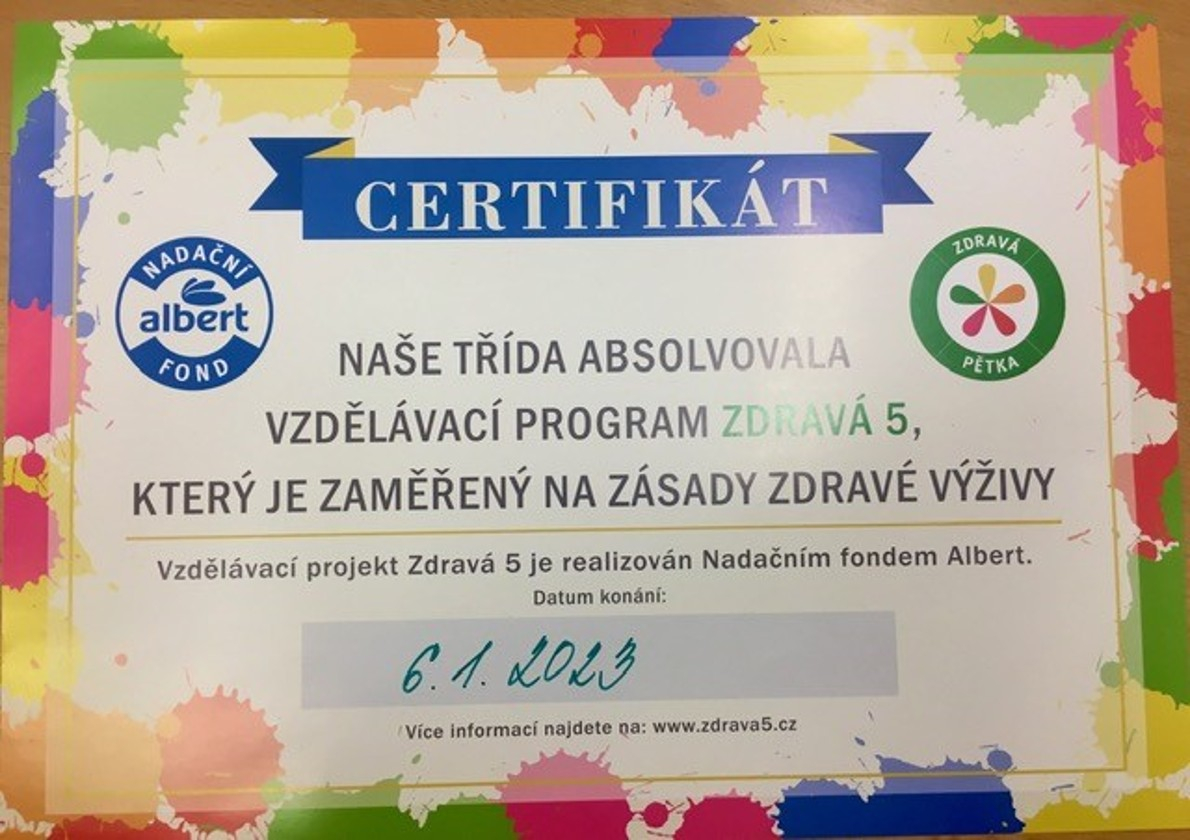 CERTIFIKÁT
NADAČNÍ
albert
FOND
ZDRAVÁ
PĚTKA
NAŠE TŘÍDA ABSOLVOVALA
VZDĚLÁVACÍ PROGRAM ZDRAVÁ 5,
KTERÝ JE ZAMĚŘENÝ NA ZÁSADY ZDRAVÉ VÝŽIVY
Vzdělávací projekt Zdravá 5 je realizován Nadačním fondem Albert.
Datum konání:
6. 1. 2023
Více informací najdete na: www.zdrava5.cz